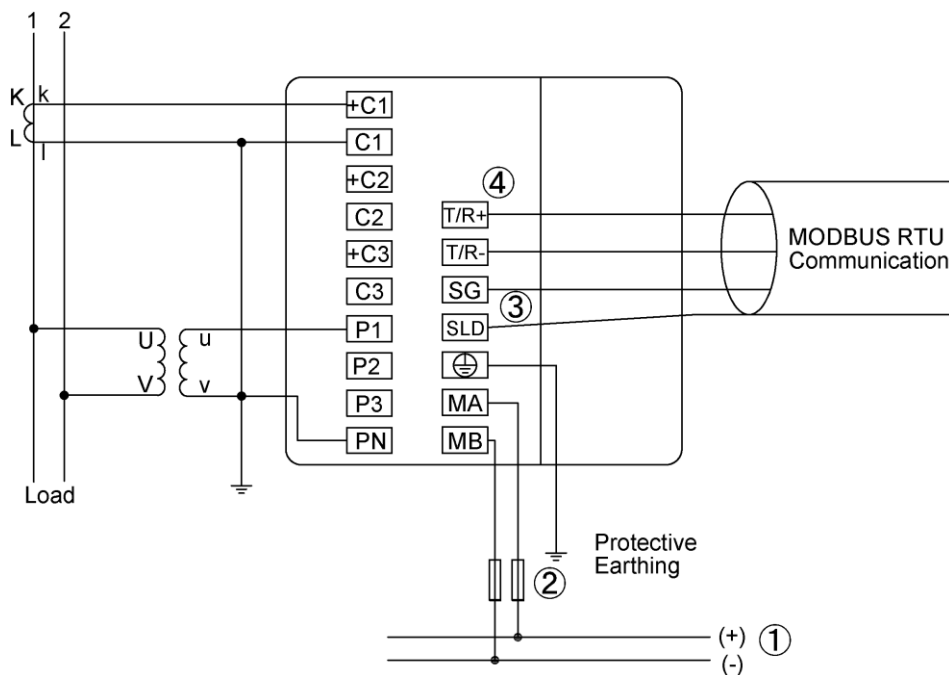 1 2
K k
L l
+C1
C1
+C2
C2
+C3
C3
P1
P2
P3
PN
④
T/R+
T/R-
SG
③
SLD
MA
MB
MODBUS RTU
Communication
U u
V v
Load
Protective
Earthing
②
(+) ①
(-)